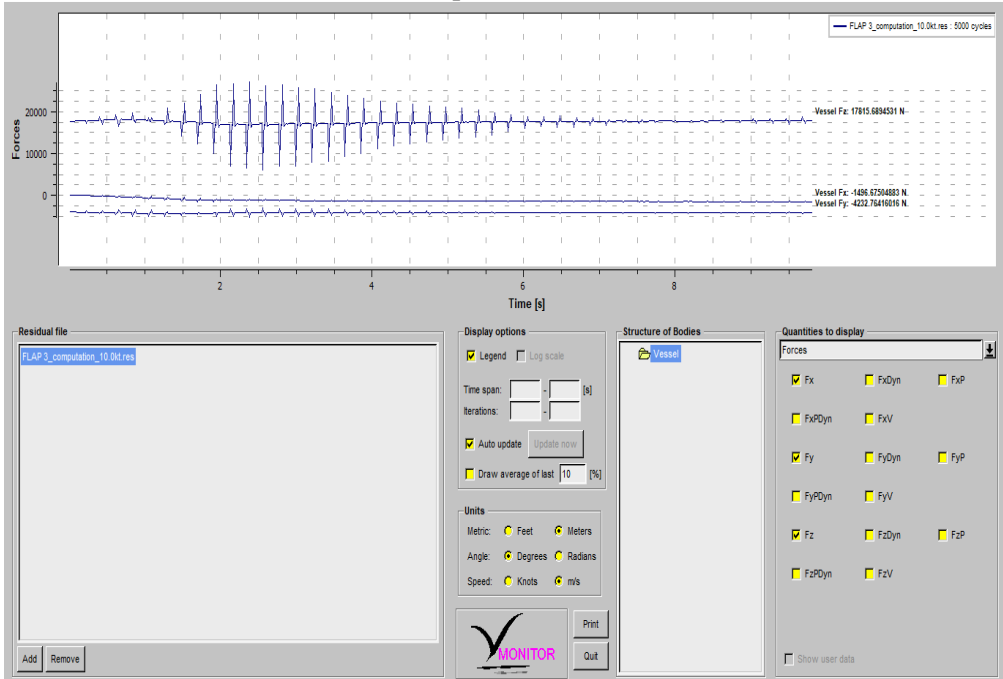 FLAP 3_computation_10.0kt.res : 5000 cycles
Forces
20000
10000
0
Vessel Fz: 17815.6894531 N
Vessel Fx: -1496.67504883 N
Vessel Fy: -4232.76416016 N
2 4 6 8
Time [s]
Residual file
FLAP 3_computation_10.0kt.res
Add Remove
Display options
Legend Log scale
Time span: - [s]
Iterations: -
Auto update Update now
Draw average of last 10 [%]
Units
Metric: Feet Meters
Angle: Degrees Radians
Speed: Knots m/s
MONITOR
Print
Quit
Structure of Bodies
Vessel
Quantities to display
Forces
Fx FxDyn FxP
FxPDyn FxV
Fy FyDyn FyP
FyPDyn FyV
Fz FzDyn FzP
FzPDyn FzV
Show user data